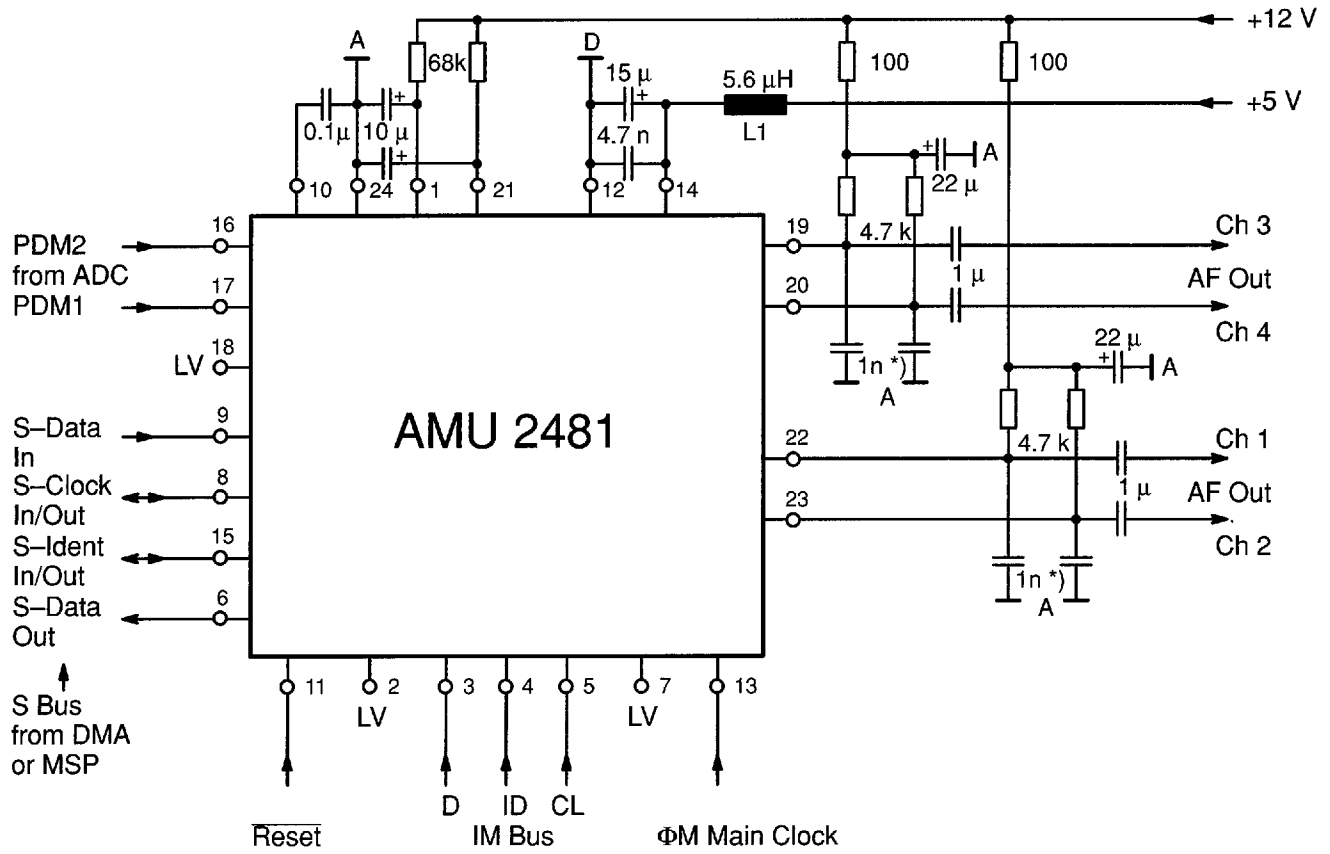 +12 V
A
D
68k
100
100
15 µ
5.6 µH
+
+5 V
+
0.1µ
10 µ
4.7 n
L1
+
+
A
22 µ
10
24
1
21
12
14
16
19
Ch 3
PDM2
from ADC
4.7 k
1 µ
17
20
AF Out
PDM1
Ch 4
18
LV
1n *)
A
22 µ
+
A
9
AMU 2481
S–Data
In
22
4.7 k
Ch 1
8
S–Clock
In/Out
1 µ
23
AF Out
15
S–Ident
In/Out
Ch 2
1n *)
A
6
S–Data
Out
11
2
3
4
5
7
13
LV
LV
S Bus
from DMA
or MSP
D
ID
CL
Reset
IM Bus
ΦM Main Clock